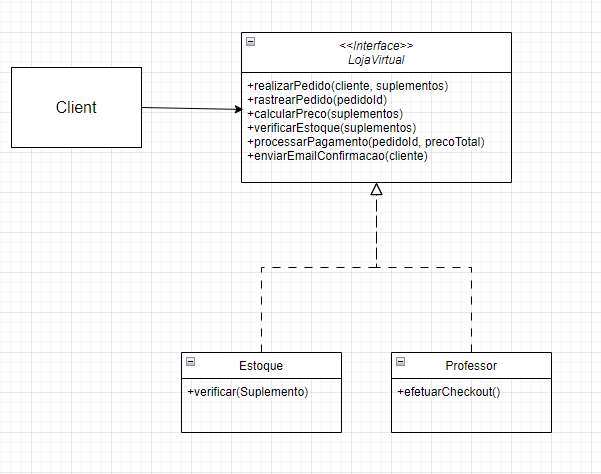 Client
<<Interface>>
LojaVirtual
+realizarPedido(cliente, suplementos)
+rastrearPedido(pedidoId)
+calcularPreco(suplementos)
+verificarEstoque(suplementos)
+processarPagamento(pedidoId, precoTotal)
+enviarEmailConfirmacao(cliente)
Estoque
+verificar(Suplemento)
Professor
+efetuarCheckout()